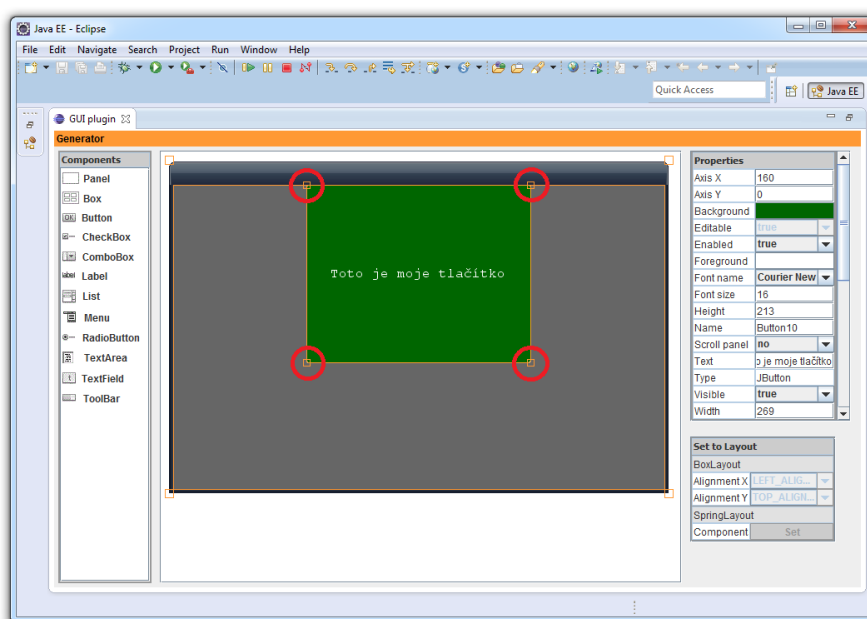 Java EE - Eclipse
File Edit Navigate Search Project Run Window Help
Quick Access
Java EE
GUI plugin
Generator
Components
Panel
Box
OK Button
CheckBox
ComboBox
label Label
List
Menu
RadioButton
TextArea
t TextField
ToolBar
Toto je moje tlačítko
Properties
Axis X 160
Axis Y 0
Background
Editable true
Enabled true
Foreground
Font name Courier New
Font size 16
Height 213
Name Button10
Scroll panel no
Text o je moje tlačítko
Type JButton
Visible true
Width 269
Set to Layout
BoxLayout
Alignment X LEFT_ALIG...
Alignment Y TOP_ALIGN...
SpringLayout
Component Set